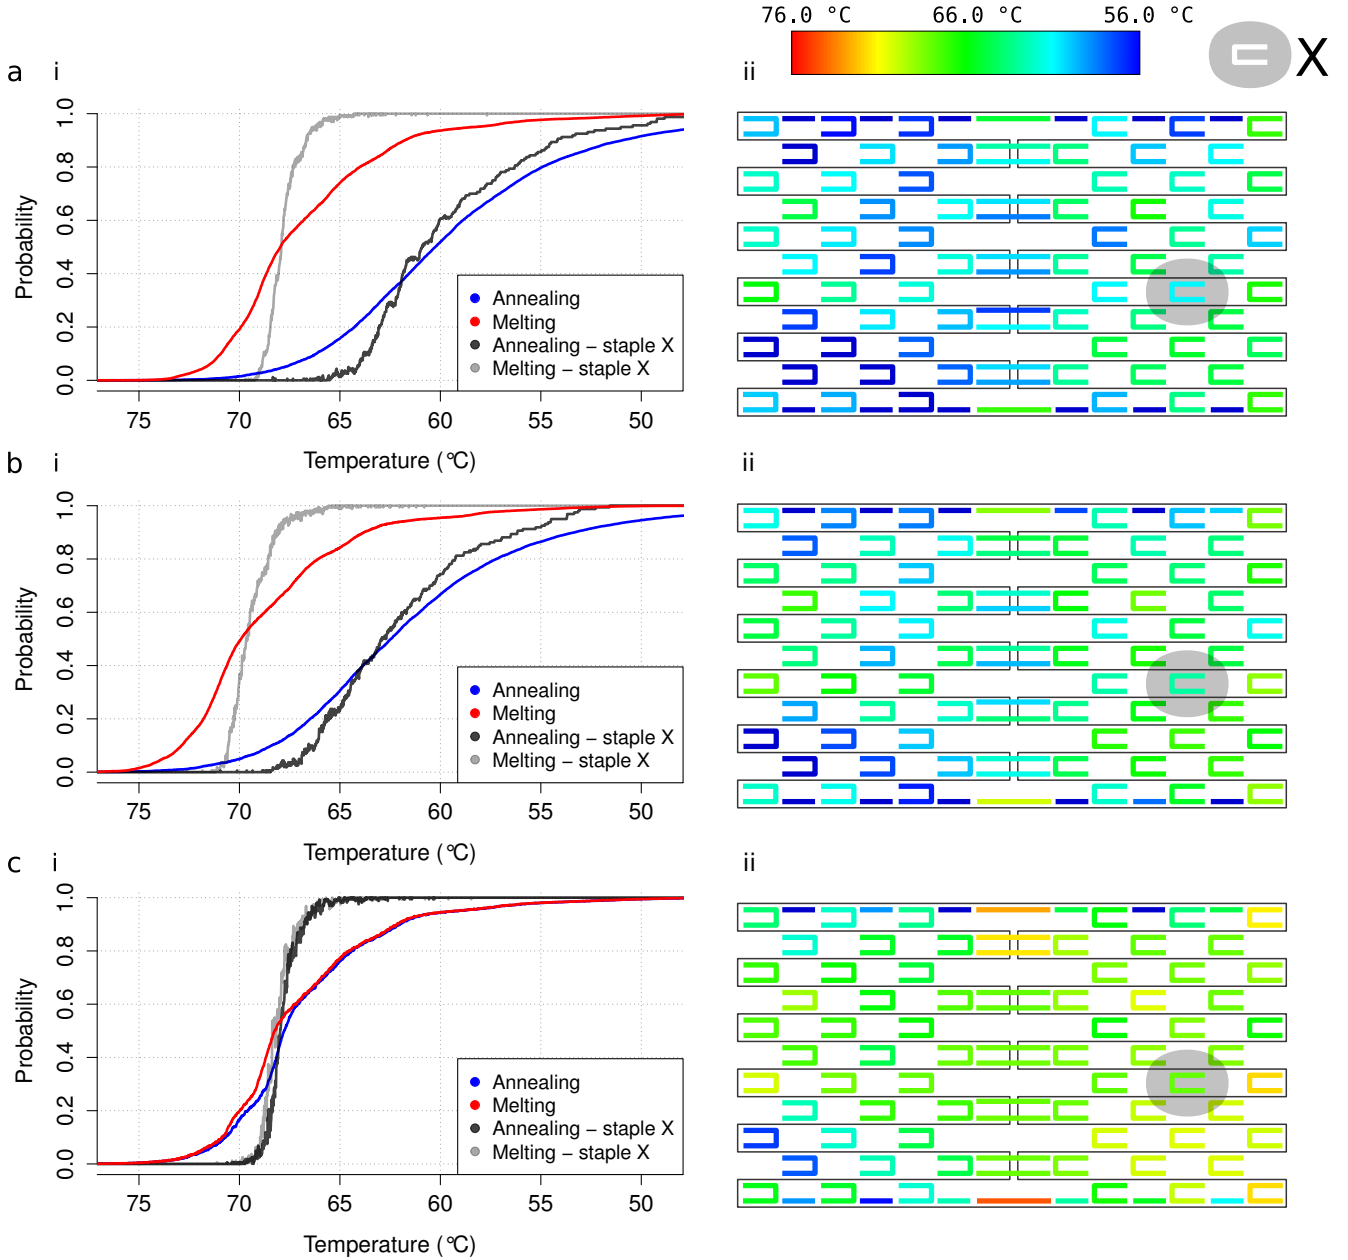 76.0 °C 66.0 °C 56.0 °C
X
a i ii
Probability
0.0 0.2 0.4 0.6 0.8 1.0
Annealing
Melting
Annealing – staple X
Melting – staple X
75 70 65 60 55 50
Temperature (°C)
b i ii
Probability
0.0 0.2 0.4 0.6 0.8 1.0
Annealing
Melting
Annealing – staple X
Melting – staple X
75 70 65 60 55 50
Temperature (°C)
c i ii
Probability
0.0 0.2 0.4 0.6 0.8 1.0
Annealing
Melting
Annealing – staple X
Melting – staple X
75 70 65 60 55 50
Temperature (°C)